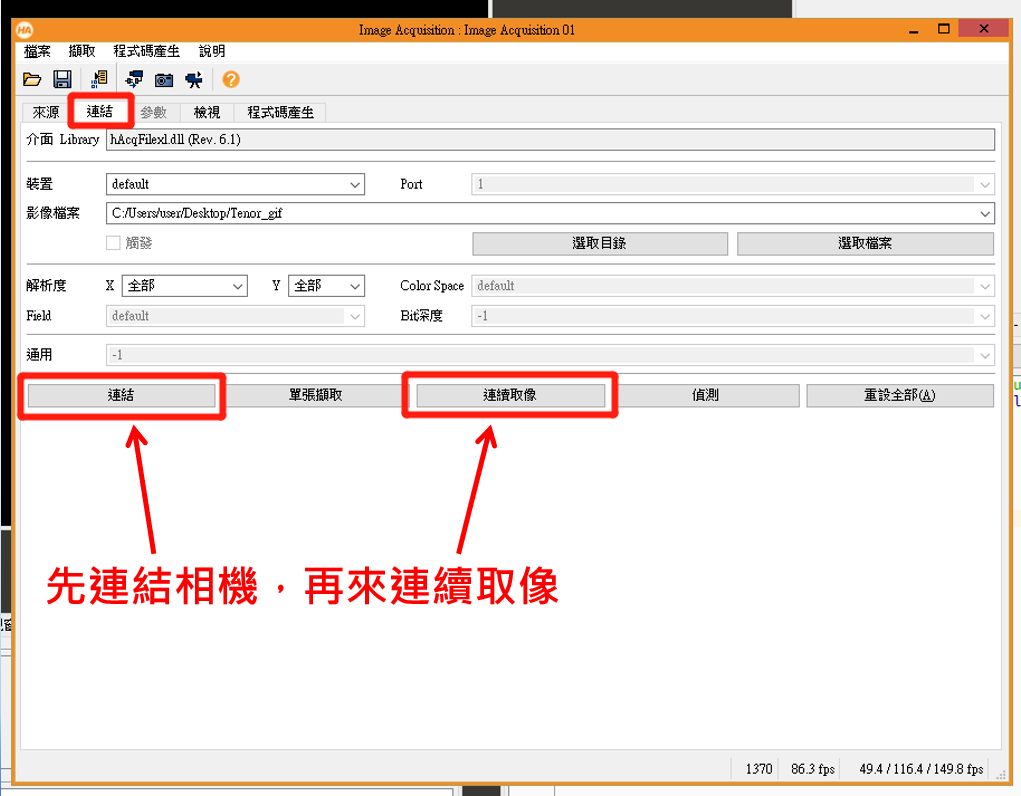 HA Image Acquisition : Image Acquisition 01
檔案 擷取 程式碼產生 說明
來源 連結 參數 檢視 程式碼產生
介面 Library hAcqFilexl.dll (Rev. 6.1)
裝置 default Port 1
影像檔案 C:/Users/user/Desktop/Tenor_gif
觸發 選取目錄 選取檔案
解析度 X 全部 Y 全部 Color Space default
Field default Bit深度 -1
通用 -1
連結 單張擷取 連續取像 偵測 重設全部(A)
先連結相機，再來連續取像
1370 86.3 fps 49.4 / 116.4 / 149.8 fps